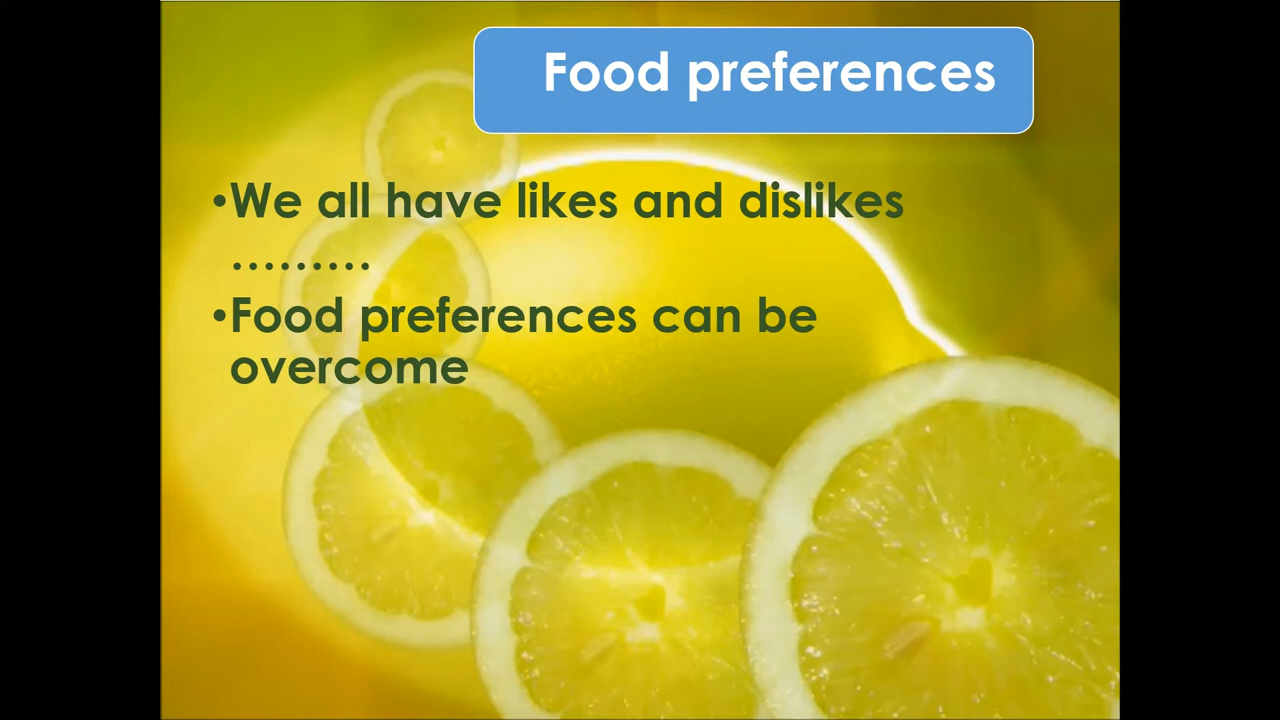 Food preferences
•We all have likes and dislikes
………
•Food preferences can be
overcome